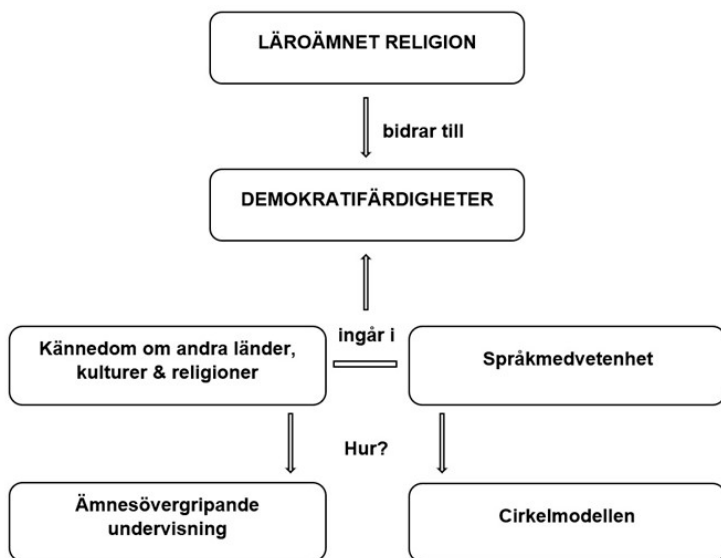 LÄROÄMNET RELIGION
bidrar till
DEMOKRATIFÄRDIGHETER
ingår i
Kännedom om andra länder,
kulturer & religioner
Språkmedvetenhet
Hur?
Ämnesövergripande
undervisning
Cirkelmodellen